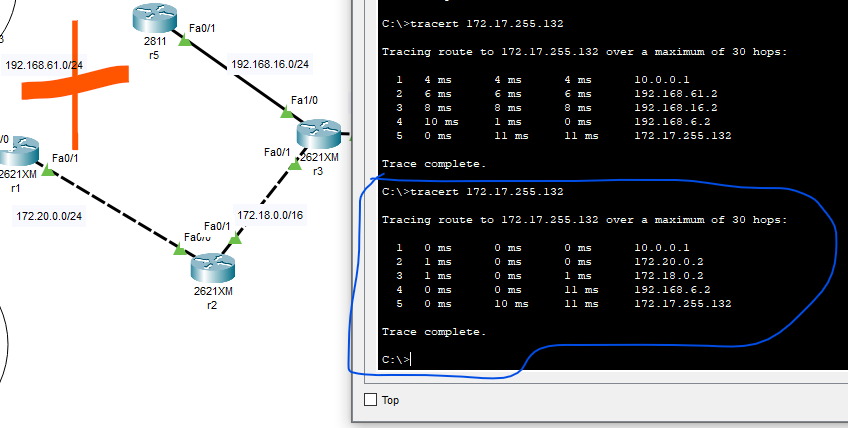 Fa0/1
2811
r5
192.168.61.0/24
192.168.16.0/24
Fa1/0
/0
Fa0/1
2621XM
r1
Fa0/1
2621XM
r3
172.20.0.0/24
172.18.0.0/16
Fa0/1
Fa0/0
2621XM
r2
C:\>tracert 172.17.255.132
Tracing route to 172.17.255.132 over a maximum of 30 hops:
1 4 ms 4 ms 4 ms 10.0.0.1
2 6 ms 6 ms 6 ms 192.168.61.2
3 8 ms 8 ms 8 ms 192.168.16.2
4 10 ms 1 ms 0 ms 192.168.6.2
5 0 ms 11 ms 11 ms 172.17.255.132
Trace complete.
C:\>tracert 172.17.255.132
Tracing route to 172.17.255.132 over a maximum of 30 hops:
1 0 ms 0 ms 0 ms 10.0.0.1
2 1 ms 0 ms 0 ms 172.20.0.2
3 1 ms 0 ms 1 ms 172.18.0.2
4 0 ms 0 ms 11 ms 192.168.6.2
5 0 ms 10 ms 11 ms 172.17.255.132
Trace complete.
C:\>
Top